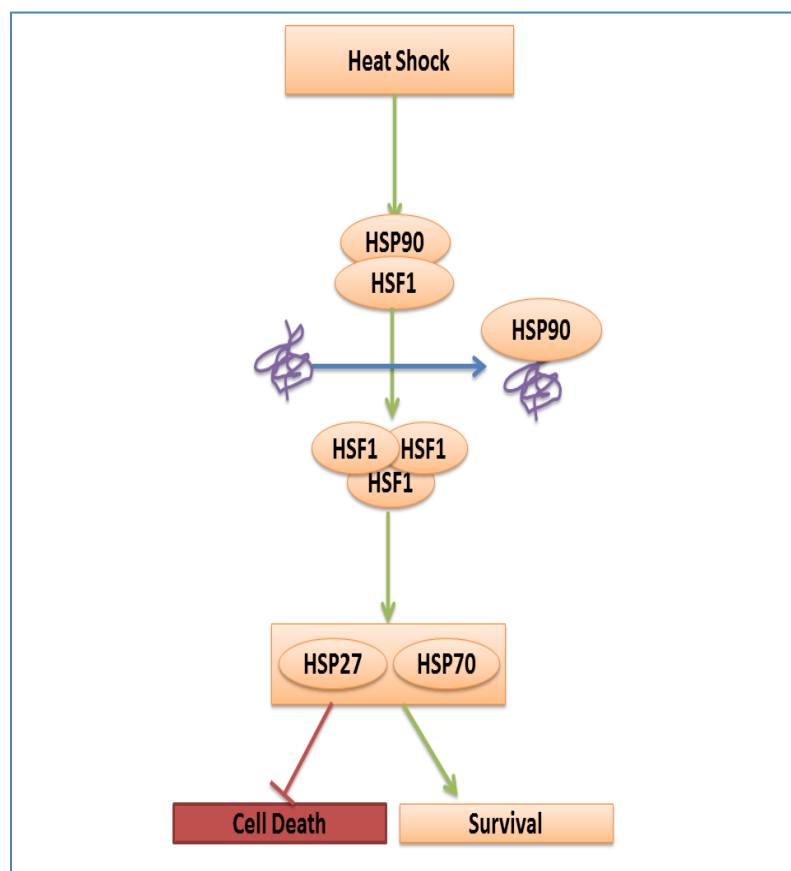 Heat Shock
HSP90
HSF1
HSP90
HSF1 HSF1
HSF1
HSP27 HSP70
Cell Death Survival